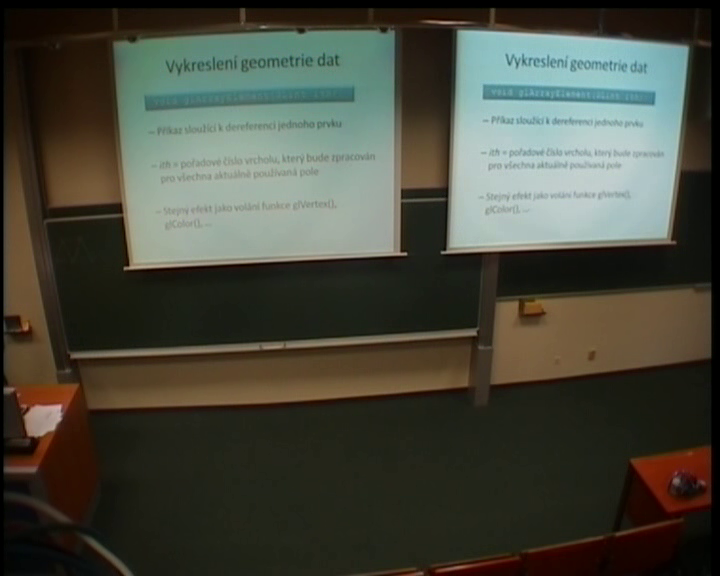 Vykreslení geometrie dat
void glArrayElement(GLint ith)
– Příkaz sloužící k dereferenci jednoho prvku
– ith = pořadové číslo vrcholu, který bude zpracován
pro všechna aktuálně používaná pole
– Stejný efekt jako volání funkce glVertex(),
glColor(), ...
Vykreslení geometrie dat
void glArrayElement(GLint ith)
– Příkaz sloužící k dereferenci jednoho prvku
– ith = pořadové číslo vrcholu, který bude zpracován
pro všechna aktuálně používaná pole
– Stejný efekt jako volání funkce glVertex(),
glColor(), ...